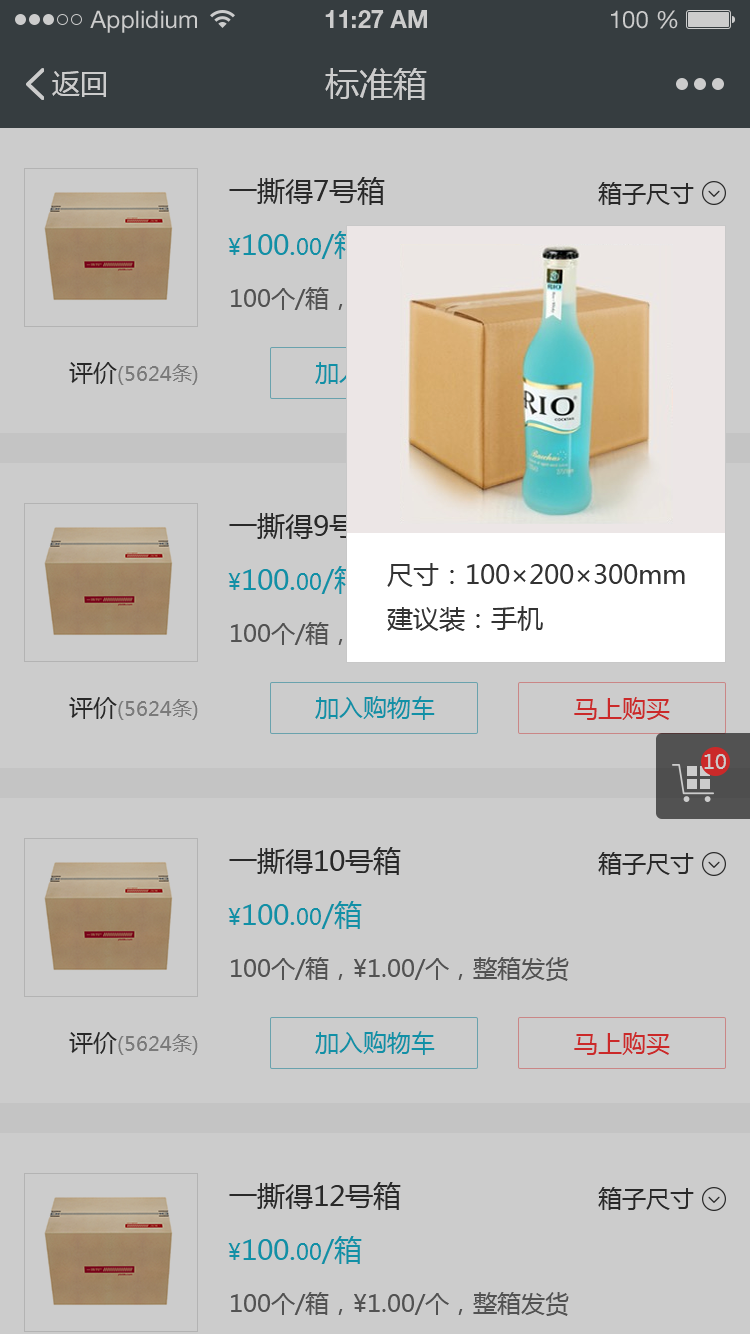 Applidium 11:27 AM 100 %
返回 标准箱
一撕得7号箱 箱子尺寸
¥100.00/箱
100个/箱，
评价(5624条) 加入
RIO
RIO
COCKTAIL
尺寸：100×200×300mm
建议装：手机
一撕得9号
¥100.00/箱
100个/箱，
评价(5624条) 加入购物车 马上购买
10
一撕得10号箱 箱子尺寸
¥100.00/箱
100个/箱，¥1.00/个，整箱发货
评价(5624条) 加入购物车 马上购买
一撕得12号箱 箱子尺寸
¥100.00/箱
100个/箱，¥1.00/个，整箱发货